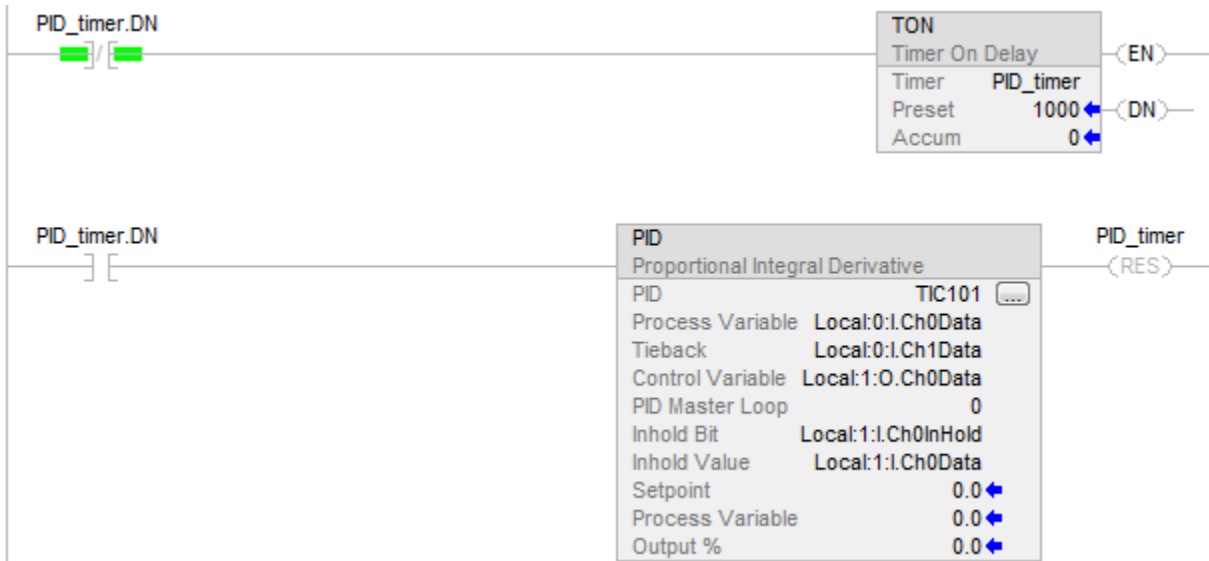 PID_timer.DN
TON
Timer On Delay
EN
Timer PID_timer
Preset 1000
DN
Accum 0
PID_timer.DN
PID
PID_timer
Proportional Integral Derivative
RES
PID TIC101 ...
Process Variable Local:0:I.Ch0Data
Tieback Local:0:I.Ch1Data
Control Variable Local:1:O.Ch0Data
PID Master Loop 0
Inhold Bit Local:1:I.Ch0InHold
Inhold Value Local:1:I.Ch0Data
Setpoint 0.0
Process Variable 0.0
Output % 0.0